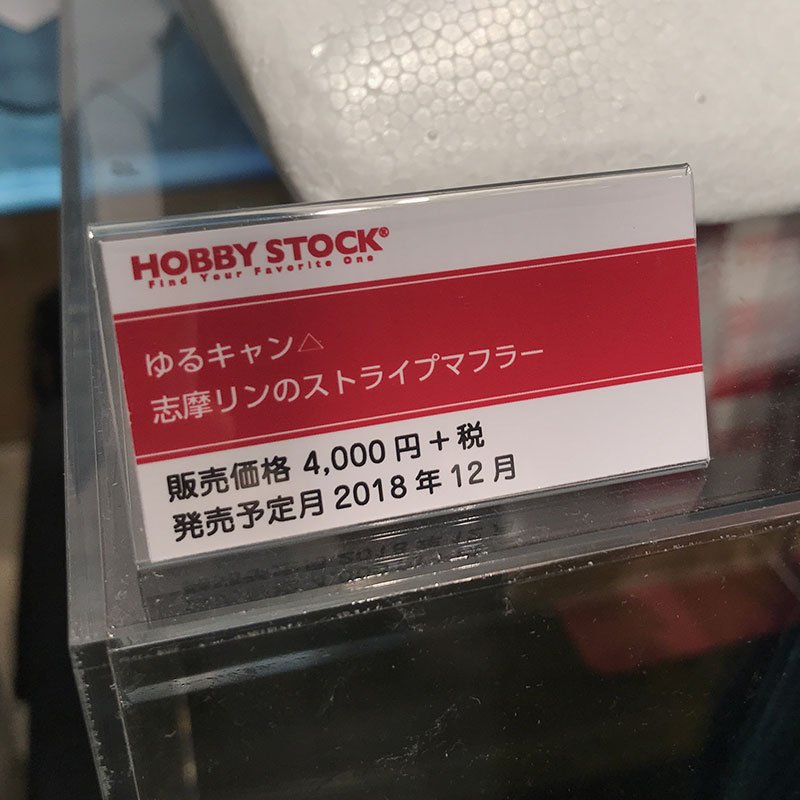 HOBBY STOCK®
Find Your Favorite One
ゆるキャン△
志摩リンのストライプマフラー
販売価格 4,000 円+税
発売予定月 2018 年 12 月